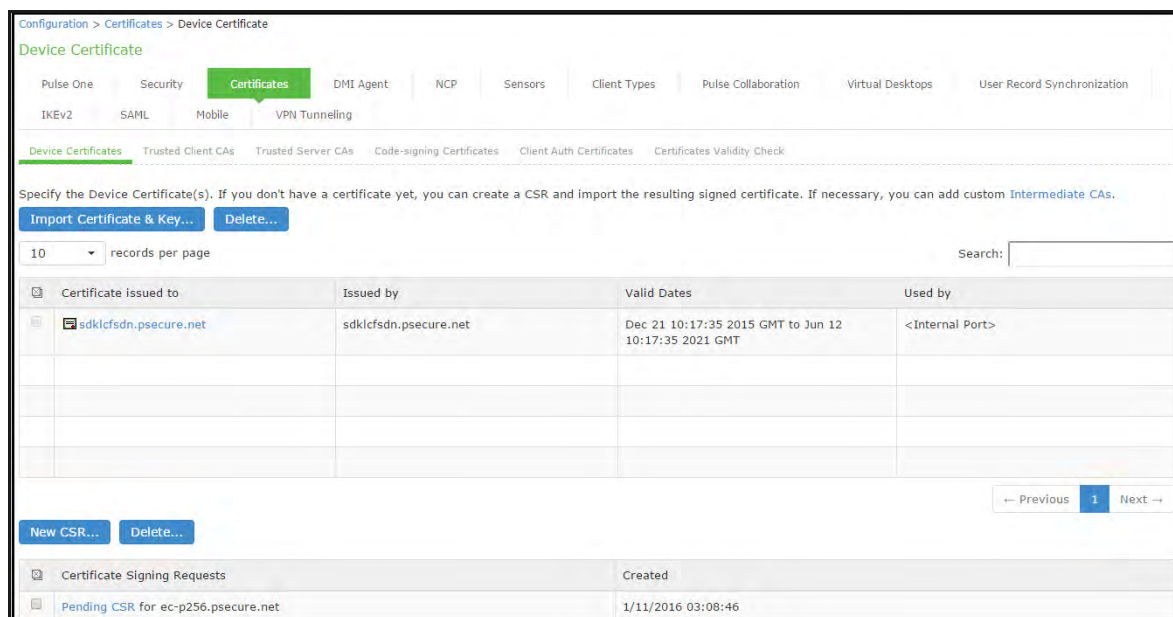 Configuration > Certificates > Device Certificate
Device Certificate
Pulse One Security Certificates DMI Agent NCP Sensors Client Types Pulse Collaboration Virtual Desktops User Record Synchronization
IKEv2 SAML Mobile VPN Tunneling
Device Certificates Trusted Client CAs Trusted Server CAs Code-signing Certificates Client Auth Certificates Certificates Validity Check
Specify the Device Certificate(s). If you don't have a certificate yet, you can create a CSR and import the resulting signed certificate. If necessary, you can add custom Intermediate CAs.
Import Certificate & Key... Delete...
10 records per page Search:
Certificate issued to Issued by Valid Dates Used by
sdklcfsdn.psecure.net sdklcfsdn.psecure.net Dec 21 10:17:35 2015 GMT to Jun 12 <Internal Port>
10:17:35 2021 GMT
← Previous 1 Next →
New CSR... Delete...
Certificate Signing Requests Created
Pending CSR for ec-p256.psecure.net 1/11/2016 03:08:46